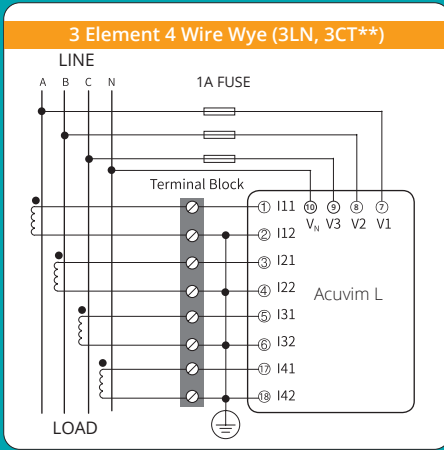 3 Element 4 Wire Wye (3LN, 3CT**)
LINE
A B C N
1A FUSE
Terminal Block
10 9 8 7
VN V3 V2 V1
1 I11
2 I12
3 I21
4 I22
Acuvim L
5 I31
6 I32
17 I41
18 I42
LOAD